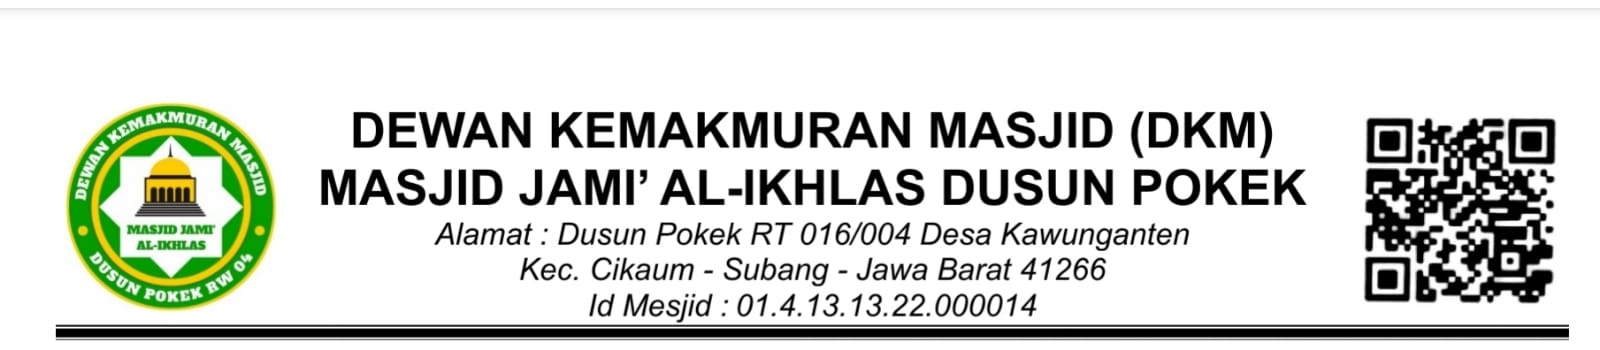 DEWAN KEMAKMURAN MASJID
MASJID JAMI'
AL-IKHLAS
DUSUN POKEK RW 04
DEWAN KEMAKMURAN MASJID (DKM)
MASJID JAMI’ AL-IKHLAS DUSUN POKEK
Alamat : Dusun Pokek RT 016/004 Desa Kawunganten
Kec. Cikaum - Subang - Jawa Barat 41266
Id Mesjid : 01.4.13.13.22.000014